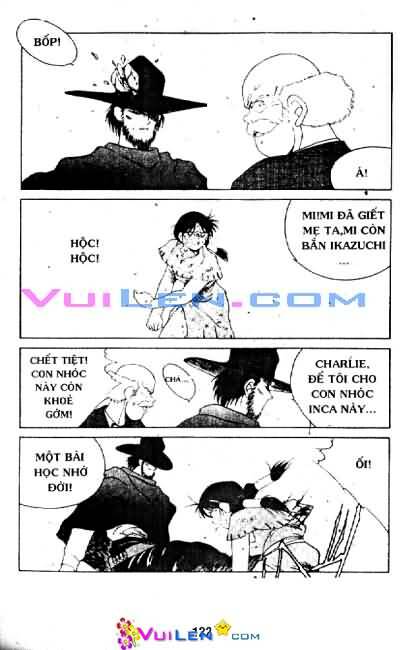 BỐP!
À!
MI!MI ĐÃ GIẾT
MẸ TA,MI CÒN
BẮN IKAZUCHI
...
HỘC!
HỘC!
VUILEN.COM
CHẾT TIỆT!
CON NHÓC
NÀY CÒN
KHOẺ
GỚM!
CHÀ...
CHARLIE,
ĐỂ TÔI CHO
CON NHÓC
INCA NÀY...
MỘT BÀI
HỌC NHỚ
ĐỜI!
ỐI!
122
VUILEN.COM